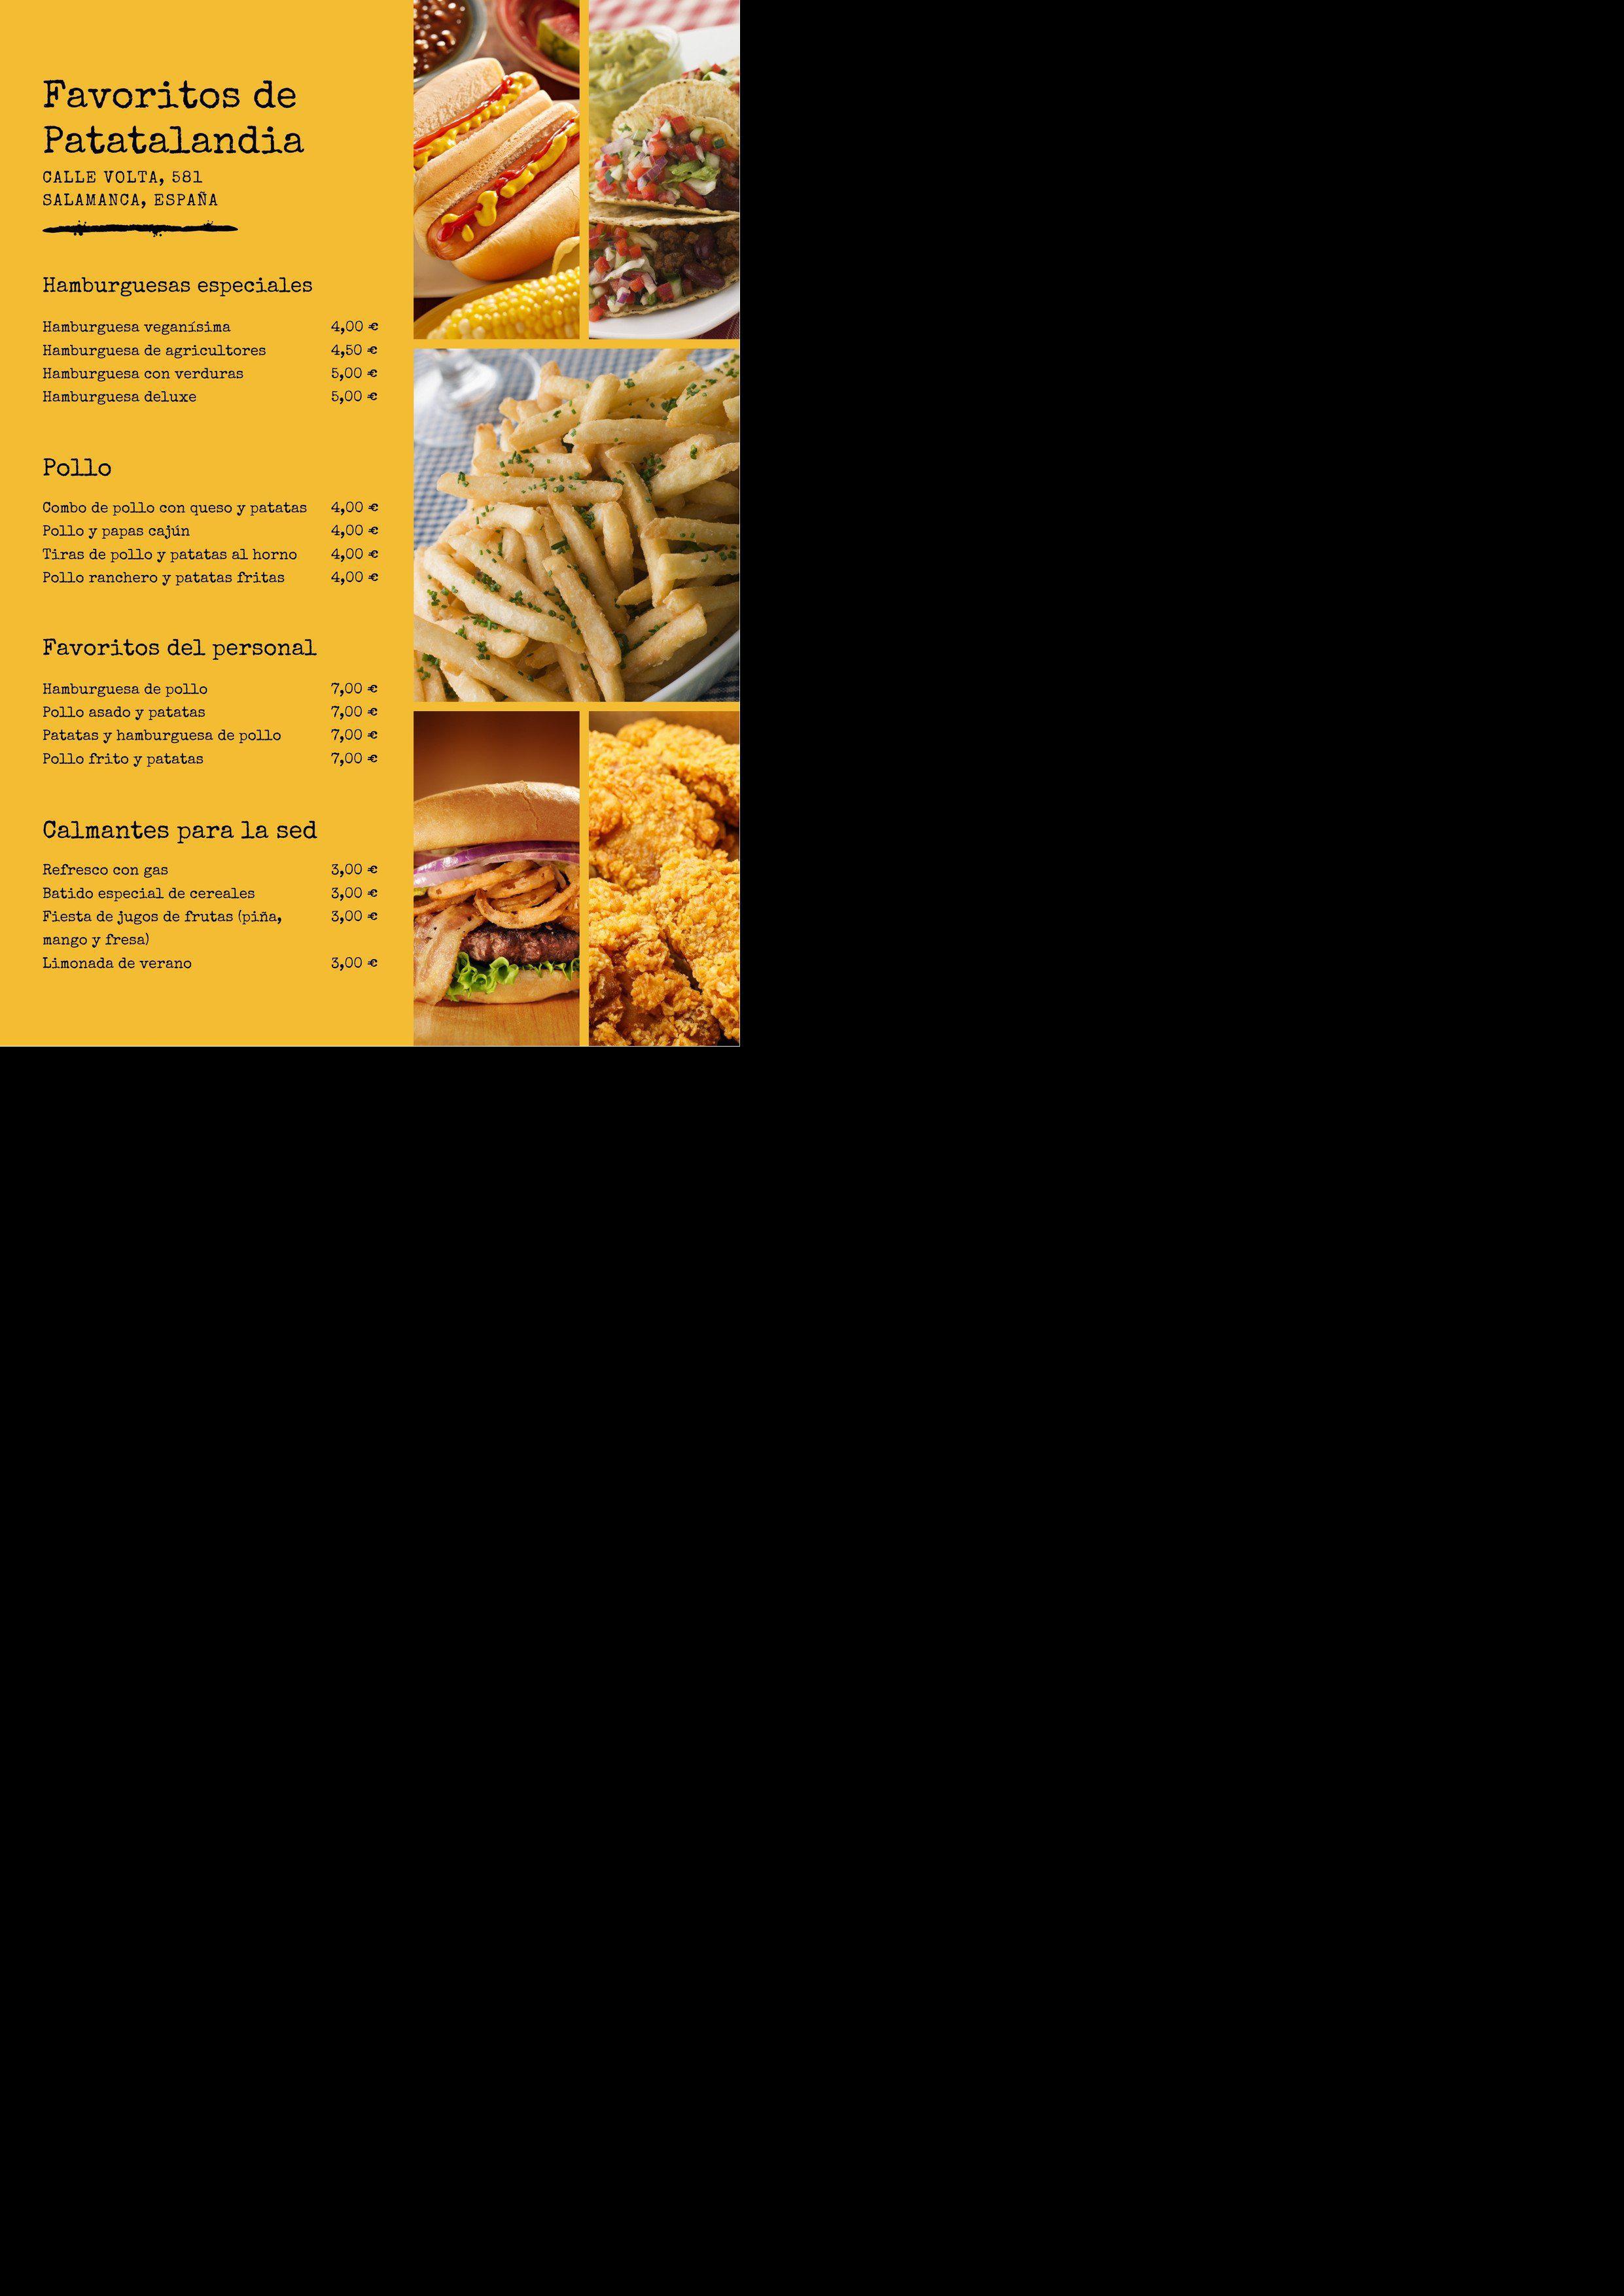 Favoritos de
Patatalandia
CALLE VOLTA, 581
SALAMANCA, ESPAÑA
Hamburguesas especiales
Hamburguesa veganísima 4,00 €
Hamburguesa de agricultores 4,50 €
Hamburguesa con verduras 5,00 €
Hamburguesa deluxe 5,00 €
Pollo
Combo de pollo con queso y patatas 4,00 €
Pollo y papas cajún 4,00 €
Tiras de pollo y patatas al horno 4,00 €
Pollo ranchero y patatas fritas 4,00 €
Favoritos del personal
Hamburguesa de pollo 7,00 €
Pollo asado y patatas 7,00 €
Patatas y hamburguesa de pollo 7,00 €
Pollo frito y patatas 7,00 €
Calmantes para la sed
Refresco con gas 3,00 €
Batido especial de cereales 3,00 €
Fiesta de jugos de frutas (piña, 3,00 €
mango y fresa)
Limonada de verano 3,00 €